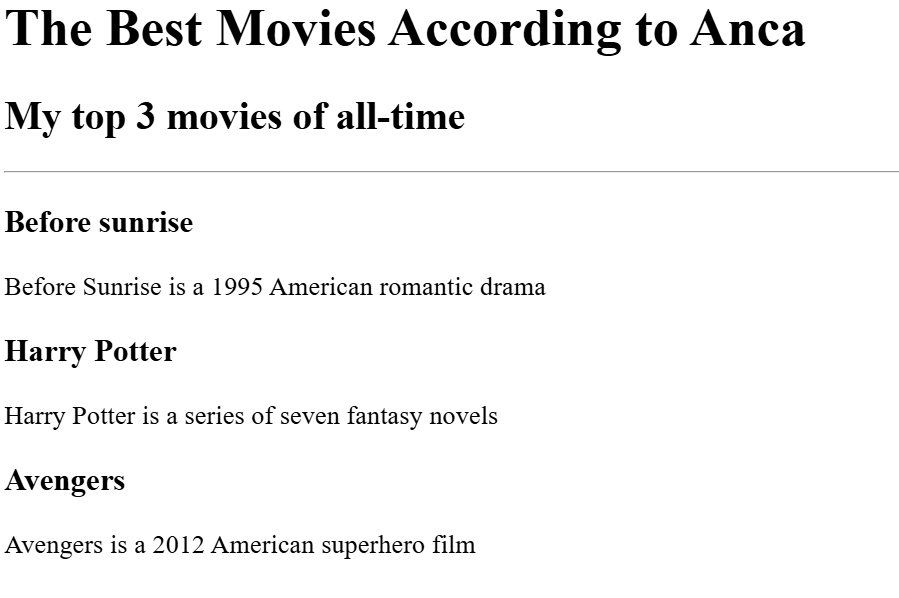 The Best Movies According to Anca
My top 3 movies of all-time
Before sunrise
Before Sunrise is a 1995 American romantic drama
Harry Potter
Harry Potter is a series of seven fantasy novels
Avengers
Avengers is a 2012 American superhero film